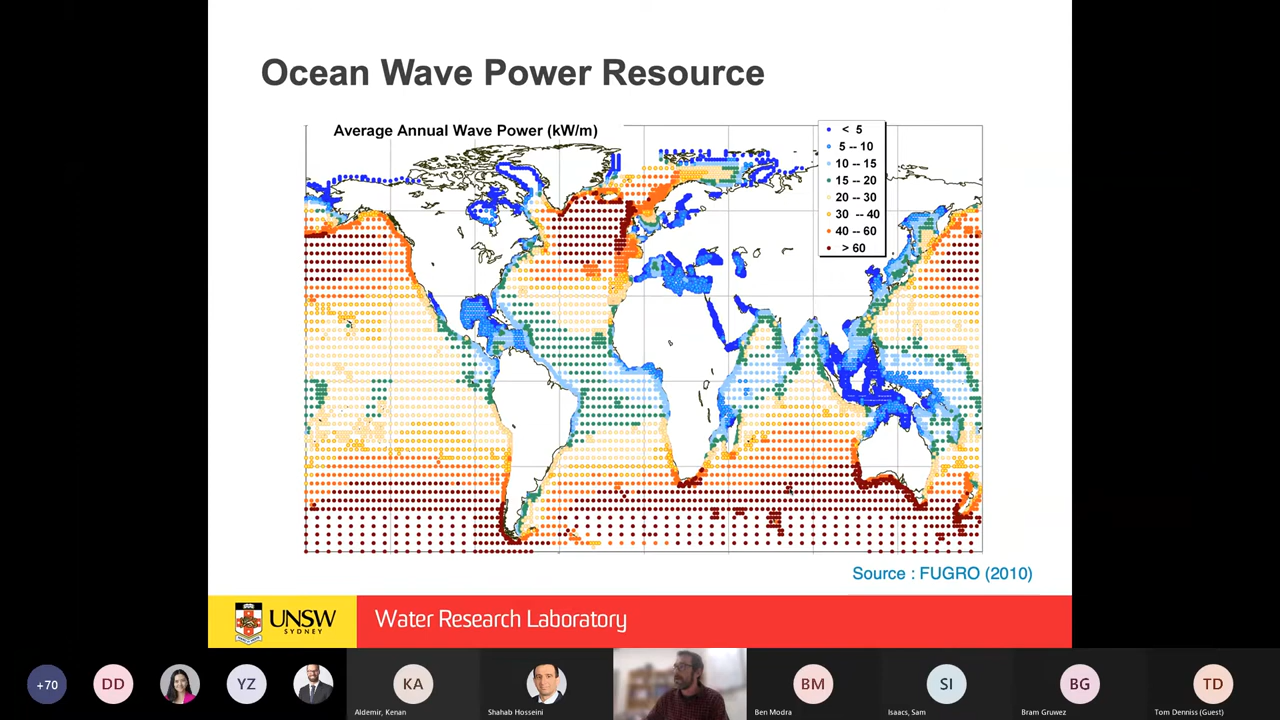 Ocean Wave Power Resource
Average Annual Wave Power (kW/m)
< 5
5 -- 10
10 -- 15
15 -- 20
20 -- 30
30 -- 40
40 -- 60
> 60
Source : FUGRO (2010)
UNSW
SYDNEY
Water Research Laboratory
+70
DD
YZ
KA
BM
SI
BG
TD
Aldemir, Kenan
Shahab Hosseini
Ben Modra
Isaacs, Sam
Bram Gruwez
Tom Denniss (Guest)